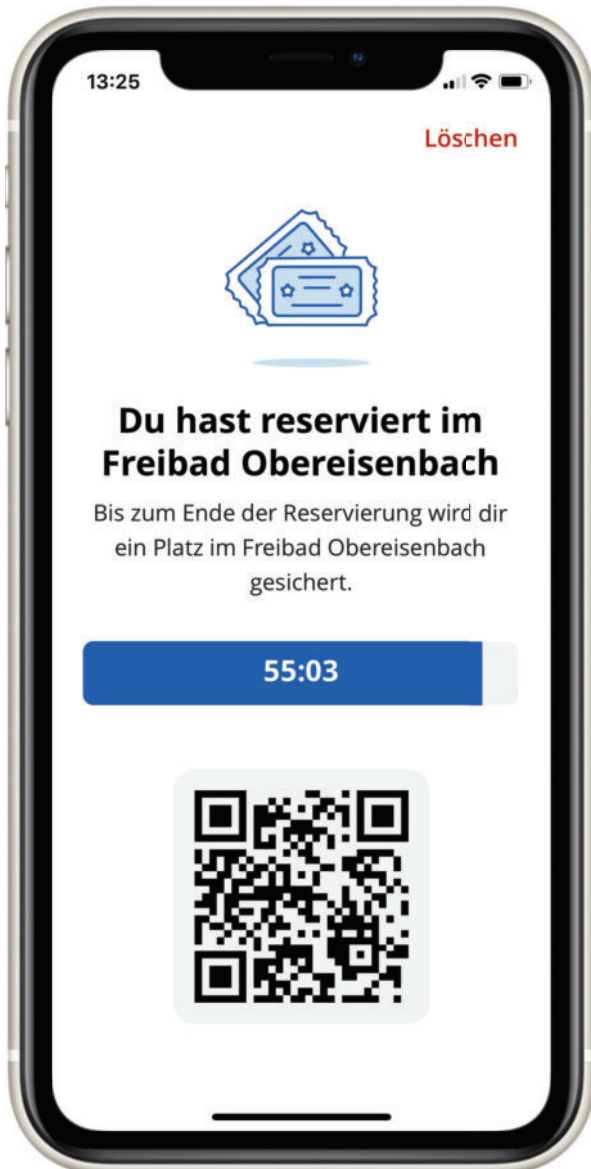 13:25
Löschen
Du hast reserviert im
Freibad Obereisenbach
Bis zum Ende der Reservierung wird dir
ein Platz im Freibad Obereisenbach
gesichert.
55:03